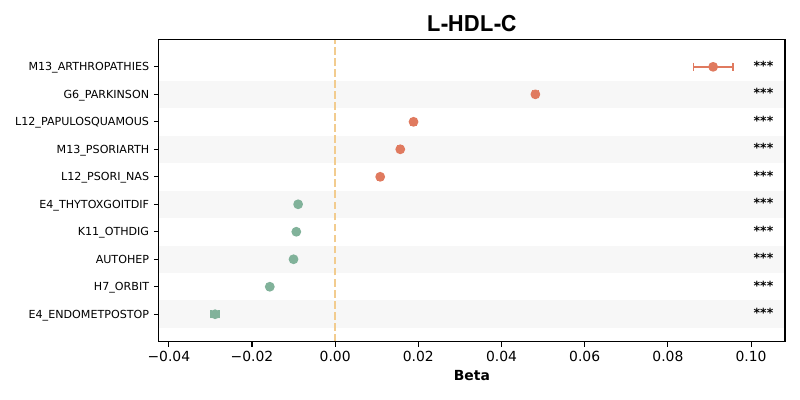 L-HDL-C
M13_ARTHROPATHIES ***
G6_PARKINSON ***
L12_PAPULOSQUAMOUS ***
M13_PSORIARTH ***
L12_PSORI_NAS ***
E4_THYTOXGOITDIF ***
K11_OTHDIG ***
AUTOHEP ***
H7_ORBIT ***
E4_ENDOMETPOSTOP ***
−0.04 −0.02 0.00 0.02 0.04 0.06 0.08 0.10
Beta